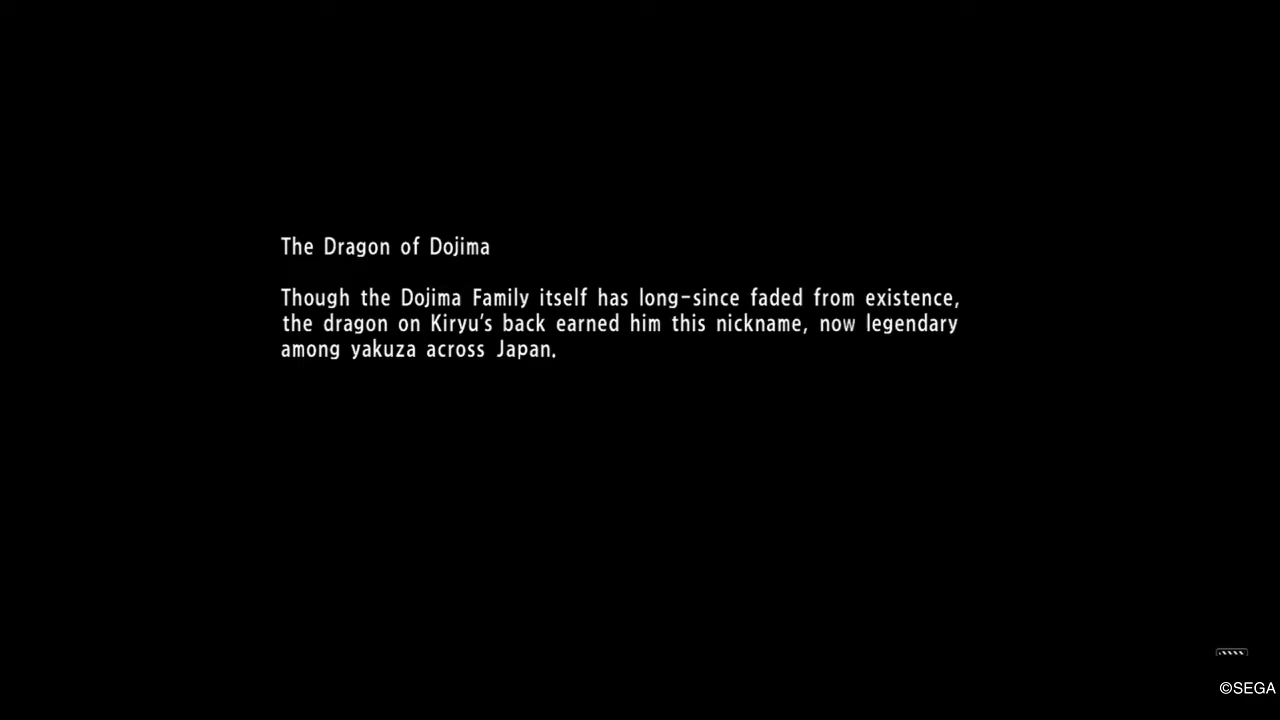 The Dragon of Dojima
Though the Dojima Family itself has long-since faded from existence,
the dragon on Kiryu's back earned him this nickname, now legendary
among yakuza across Japan.
©SEGA